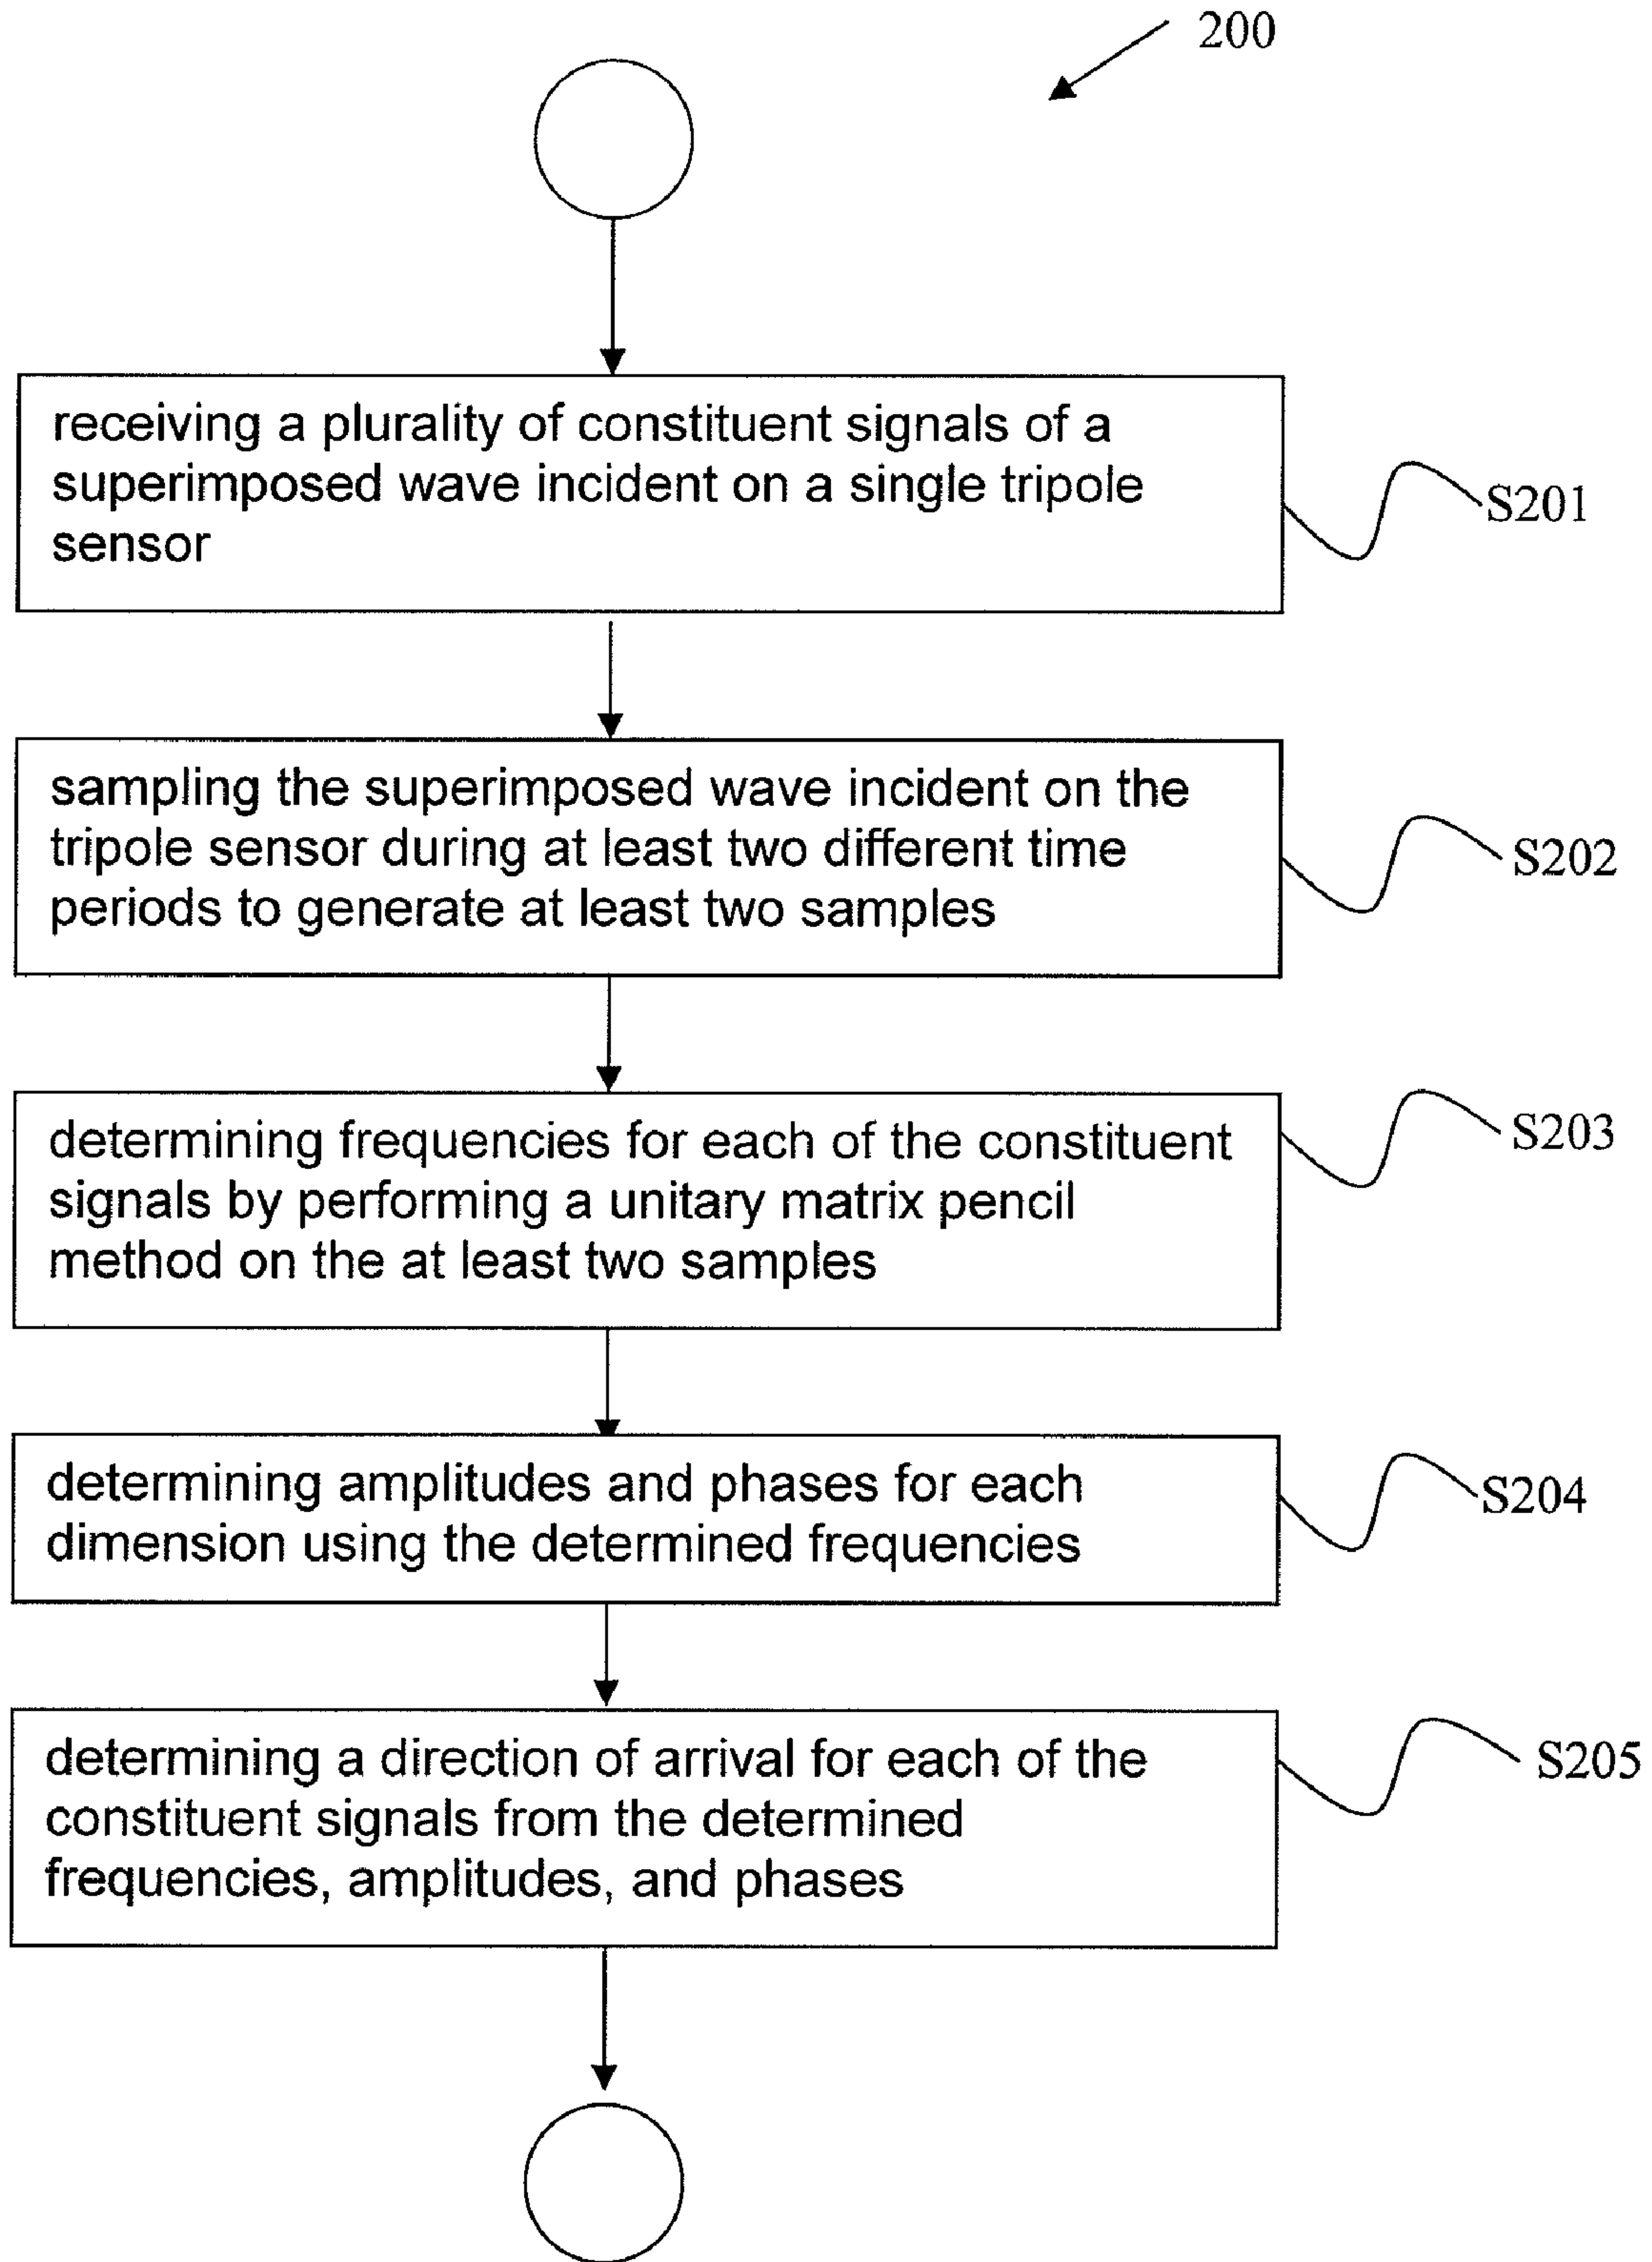 200
receiving a plurality of constituent signals of a
superimposed wave incident on a single tripole
sensor
S201
sampling the superimposed wave incident on the
tripole sensor during at least two different time
periods to generate at least two samples
S202
determining frequencies for each of the constituent
signals by performing a unitary matrix pencil
method on the at least two samples
S203
determining amplitudes and phases for each
dimension using the determined frequencies
S204
determining a direction of arrival for each of the
constituent signals from the determined
frequencies, amplitudes, and phases
S205